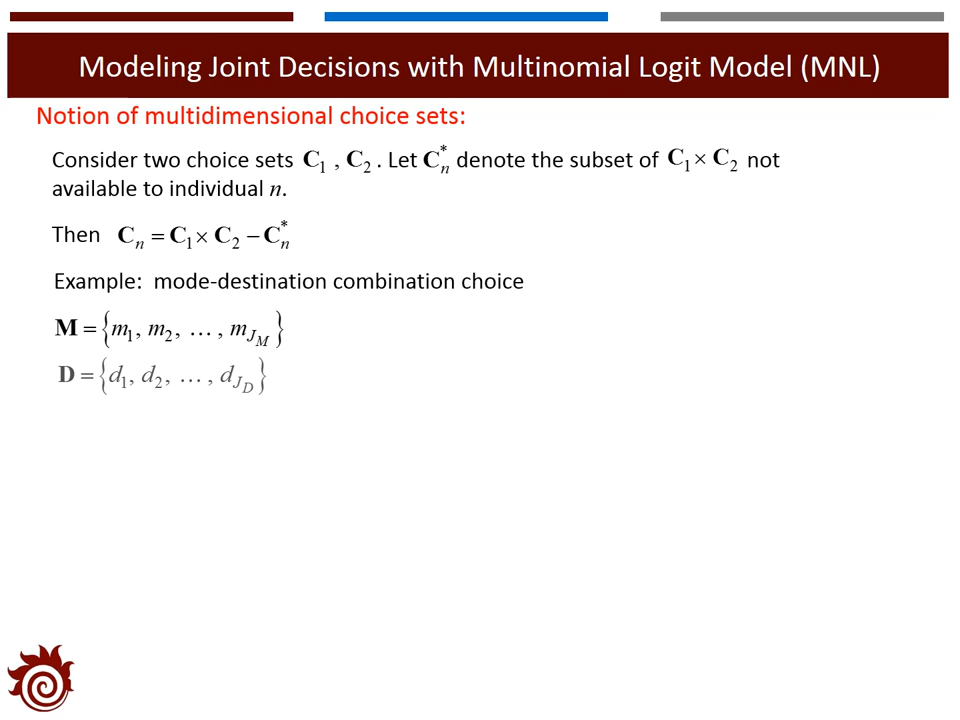 Modeling Joint Decisions with Multinomial Logit Model (MNL)
Notion of multidimensional choice sets:
Consider two choice sets C₁ , C₂ . Let Cₙ* denote the subset of C₁ × C₂ not
available to individual n.
Then Cₙ = C₁ × C₂ − Cₙ*
Example: mode-destination combination choice
M = {m₁, m₂, … , m_{J_M}}
D = {d₁, d₂, … , d_{J_D}}